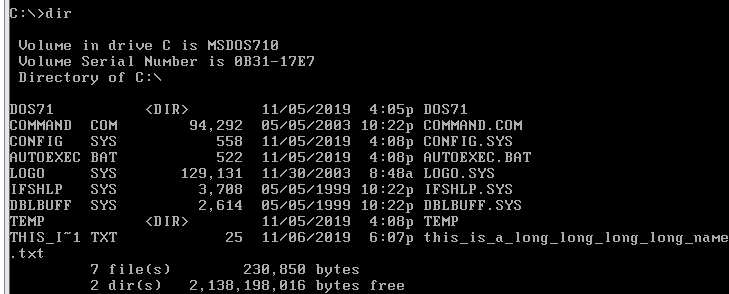 C:\>dir
Volume in drive C is MSDOS710
Volume Serial Number is 0B31-17E7
Directory of C:\
DOS71 <DIR> 11/05/2019 4:05p DOS71
COMMAND COM 94,292 05/05/2003 10:22p COMMAND.COM
CONFIG SYS 558 11/05/2019 4:08p CONFIG.SYS
AUTOEXEC BAT 522 11/05/2019 4:08p AUTOEXEC.BAT
LOGO SYS 129,131 11/30/2003 8:48a LOGO.SYS
IFSHLP SYS 3,708 05/05/1999 10:22p IFSHLP.SYS
DBLBUFF SYS 2,614 05/05/1999 10:22p DBLBUFF.SYS
TEMP <DIR> 11/05/2019 4:08p TEMP
THIS_I~1 TXT 25 11/06/2019 6:07p this_is_a_long_long_long_long_name
.txt
7 file(s) 230,850 bytes
2 dir(s) 2,138,198,016 bytes free